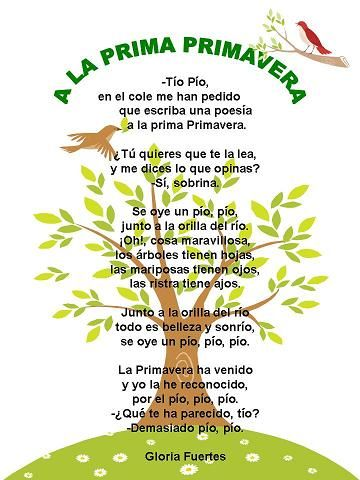 A LA PRIMA PRIMAVERA
-Tío Pío,
en el cole me han pedido
que escriba una poesía
a la prima Primavera.
¿Tú quieres que te la lea,
y me dices lo que opinas?
-Sí, sobrina.
Se oye un pío, pío,
junto a la orilla del río.
¡Oh!, cosa maravillosa,
los árboles tienen hojas,
las mariposas tienen ojos,
las ristra tiene ajos.
Junto a la orilla del río
todo es belleza y sonrío,
se oye un pío, pío, pío.
La Primavera ha venido
y yo la he reconocido,
por el pío, pío, pío.
-¿Qué te ha parecido, tío?
-Demasiado pío, pío.
Gloria Fuertes